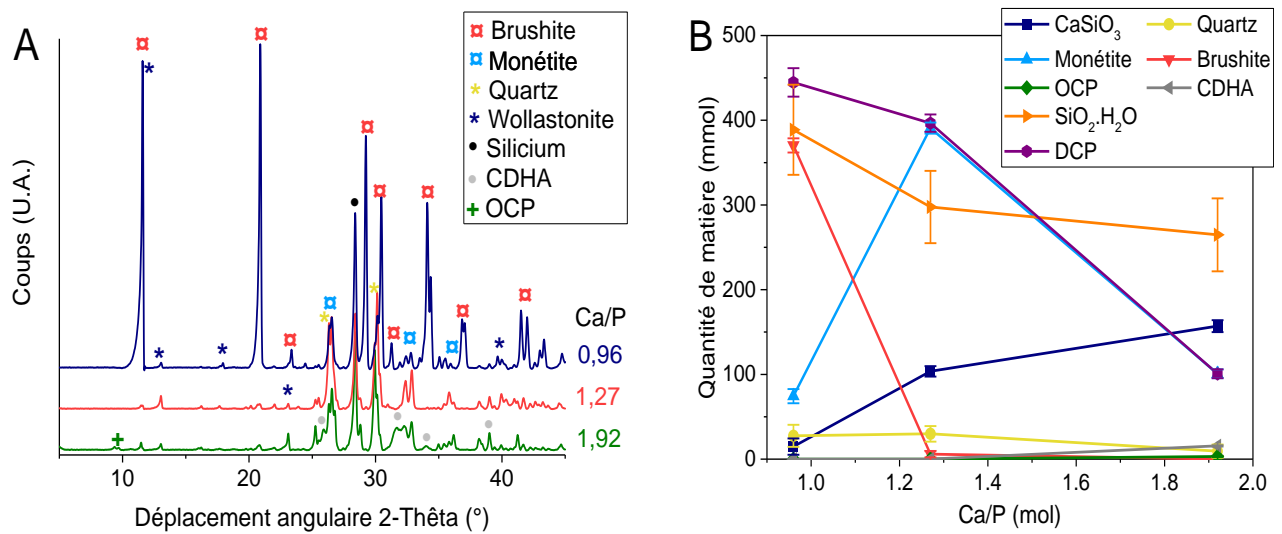 A
Coups (U.A.)
Brushite
Monétite
Quartz
Wollastonite
Silicium
CDHA
OCP
Ca/P
0,96
1,27
1,92
10
20
30
40
Déplacement angulaire 2-Thêta (°)
B
Quantité de matière (mmol)
500
400
300
200
100
0
CaSiO₃
Quartz
Monétite
Brushite
OCP
CDHA
SiO₂.H₂O
DCP
1.0
1.2
1.4
1.6
1.8
2.0
Ca/P (mol)